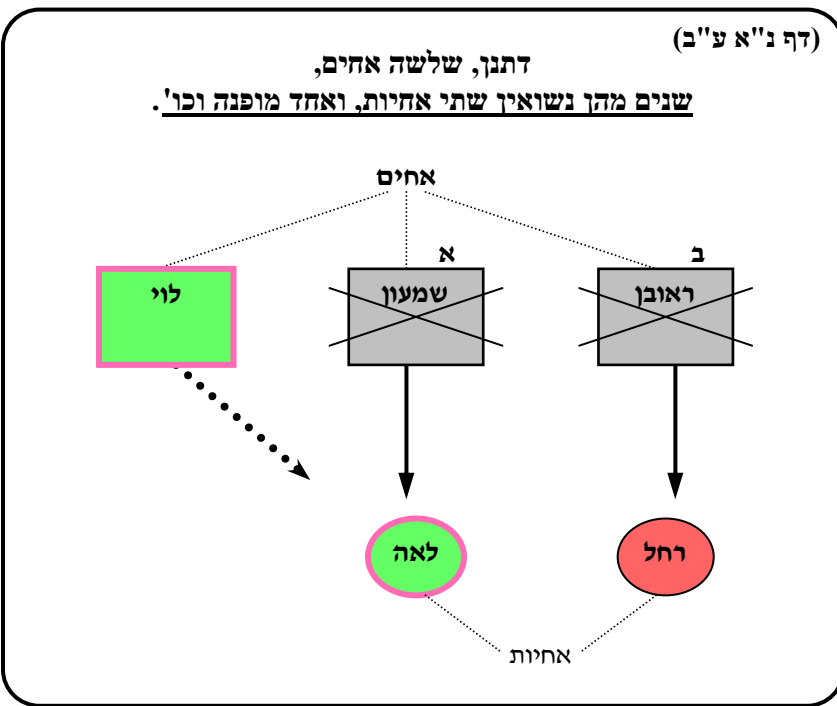 (דף נ"א ע"ב)
דתנן, שלשה אחים,
שנים מהן נשואין שתי אחיות, ואחד מופנה וכו'.
אחים
ב
א
ראובן
שמעון
לוי
רחל
לאה
אחיות